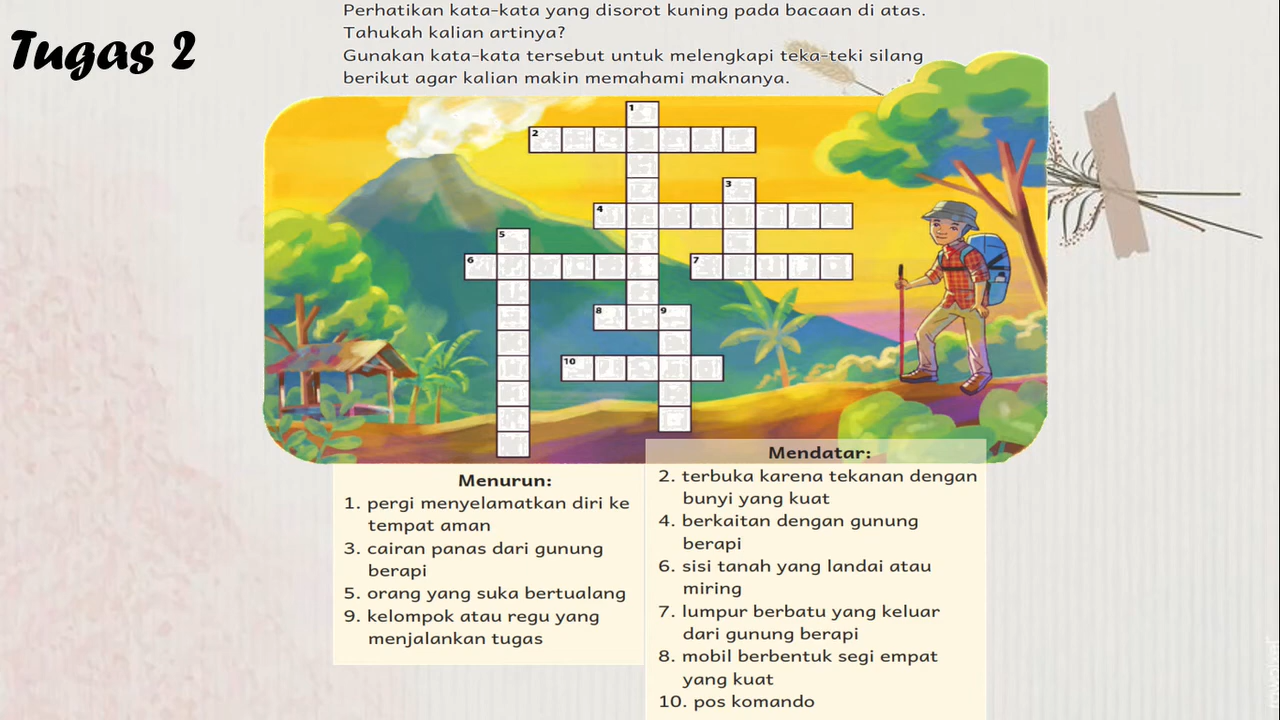 Tugas 2
Perhatikan kata-kata yang disorot kuning pada bacaan di atas.
Tahukah kalian artinya?
Gunakan kata-kata tersebut untuk melengkapi teka-teki silang
berikut agar kalian makin memahami maknanya.
1
2
3
4
5
6
7
8
9
10
Menurun:
1. pergi menyelamatkan diri ke
tempat aman
3. cairan panas dari gunung
berapi
5. orang yang suka bertualang
9. kelompok atau regu yang
menjalankan tugas
Mendatar:
2. terbuka karena tekanan dengan
bunyi yang kuat
4. berkaitan dengan gunung
berapi
6. sisi tanah yang landai atau
miring
7. lumpur berbatu yang keluar
dari gunung berapi
8. mobil berbentuk segi empat
yang kuat
10. pos komando